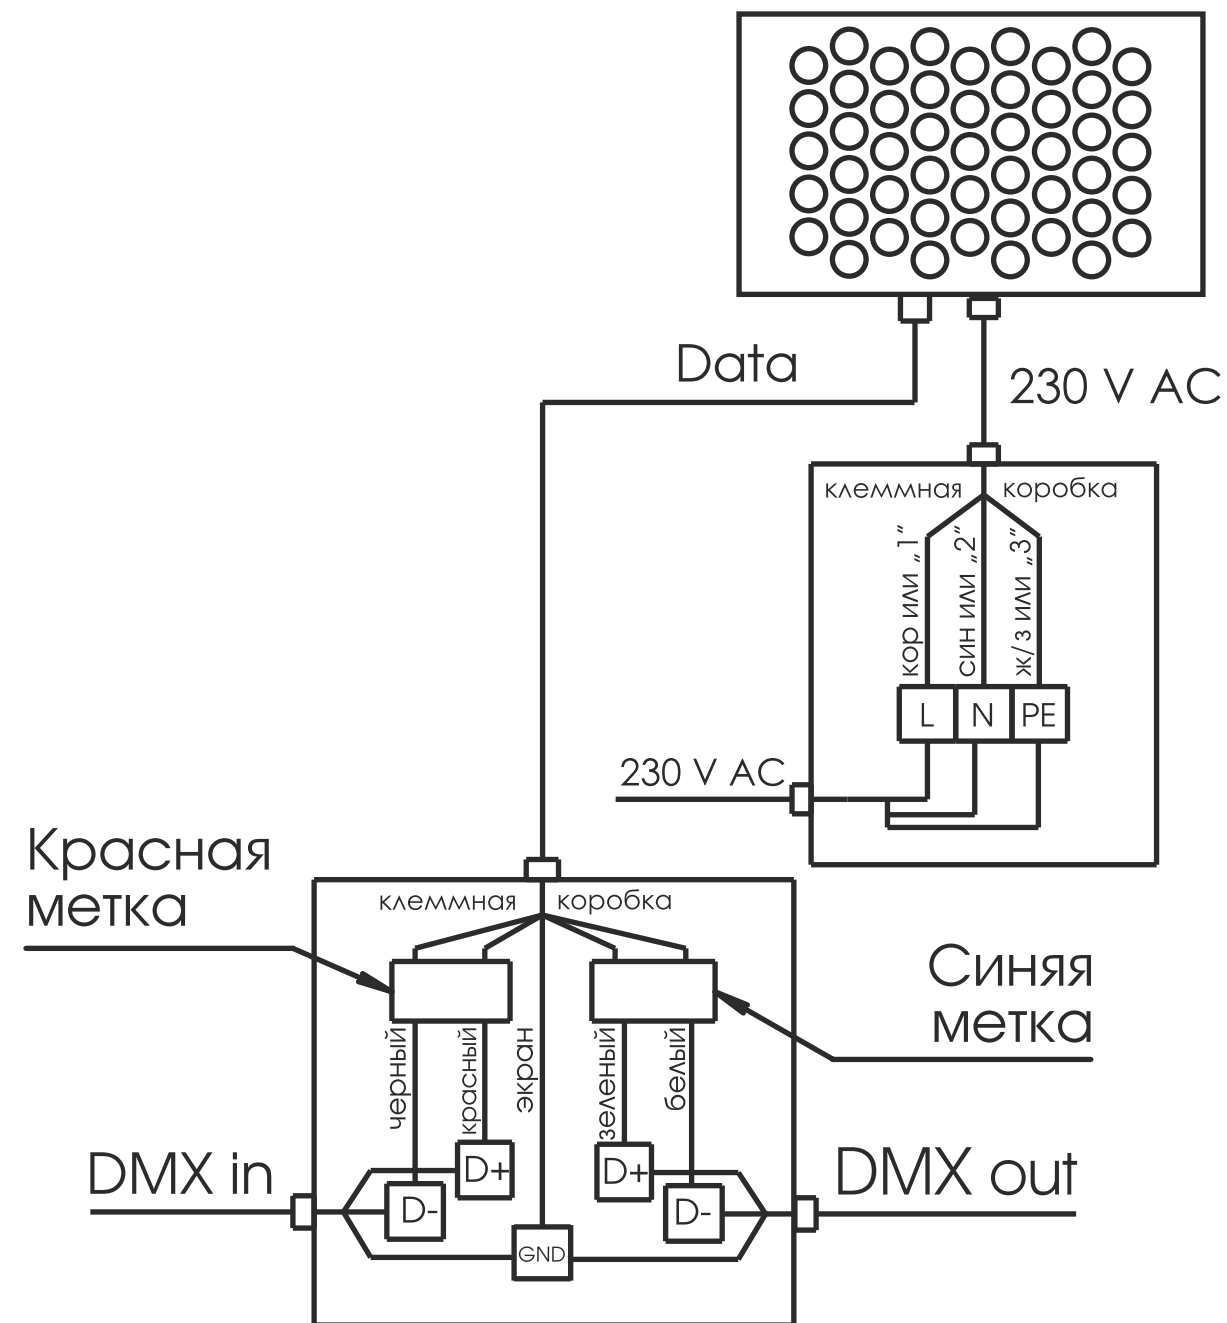 Data
230 V AC
клеммная коробка
кор или „1”
син или „2”
ж/з или „3”
L N PE
230 V AC
Красная
метка
клеммная коробка
Синяя
метка
черный
красный
экран
зеленый
белый
DMX in
D+
D-
GND
D+
D-
DMX out